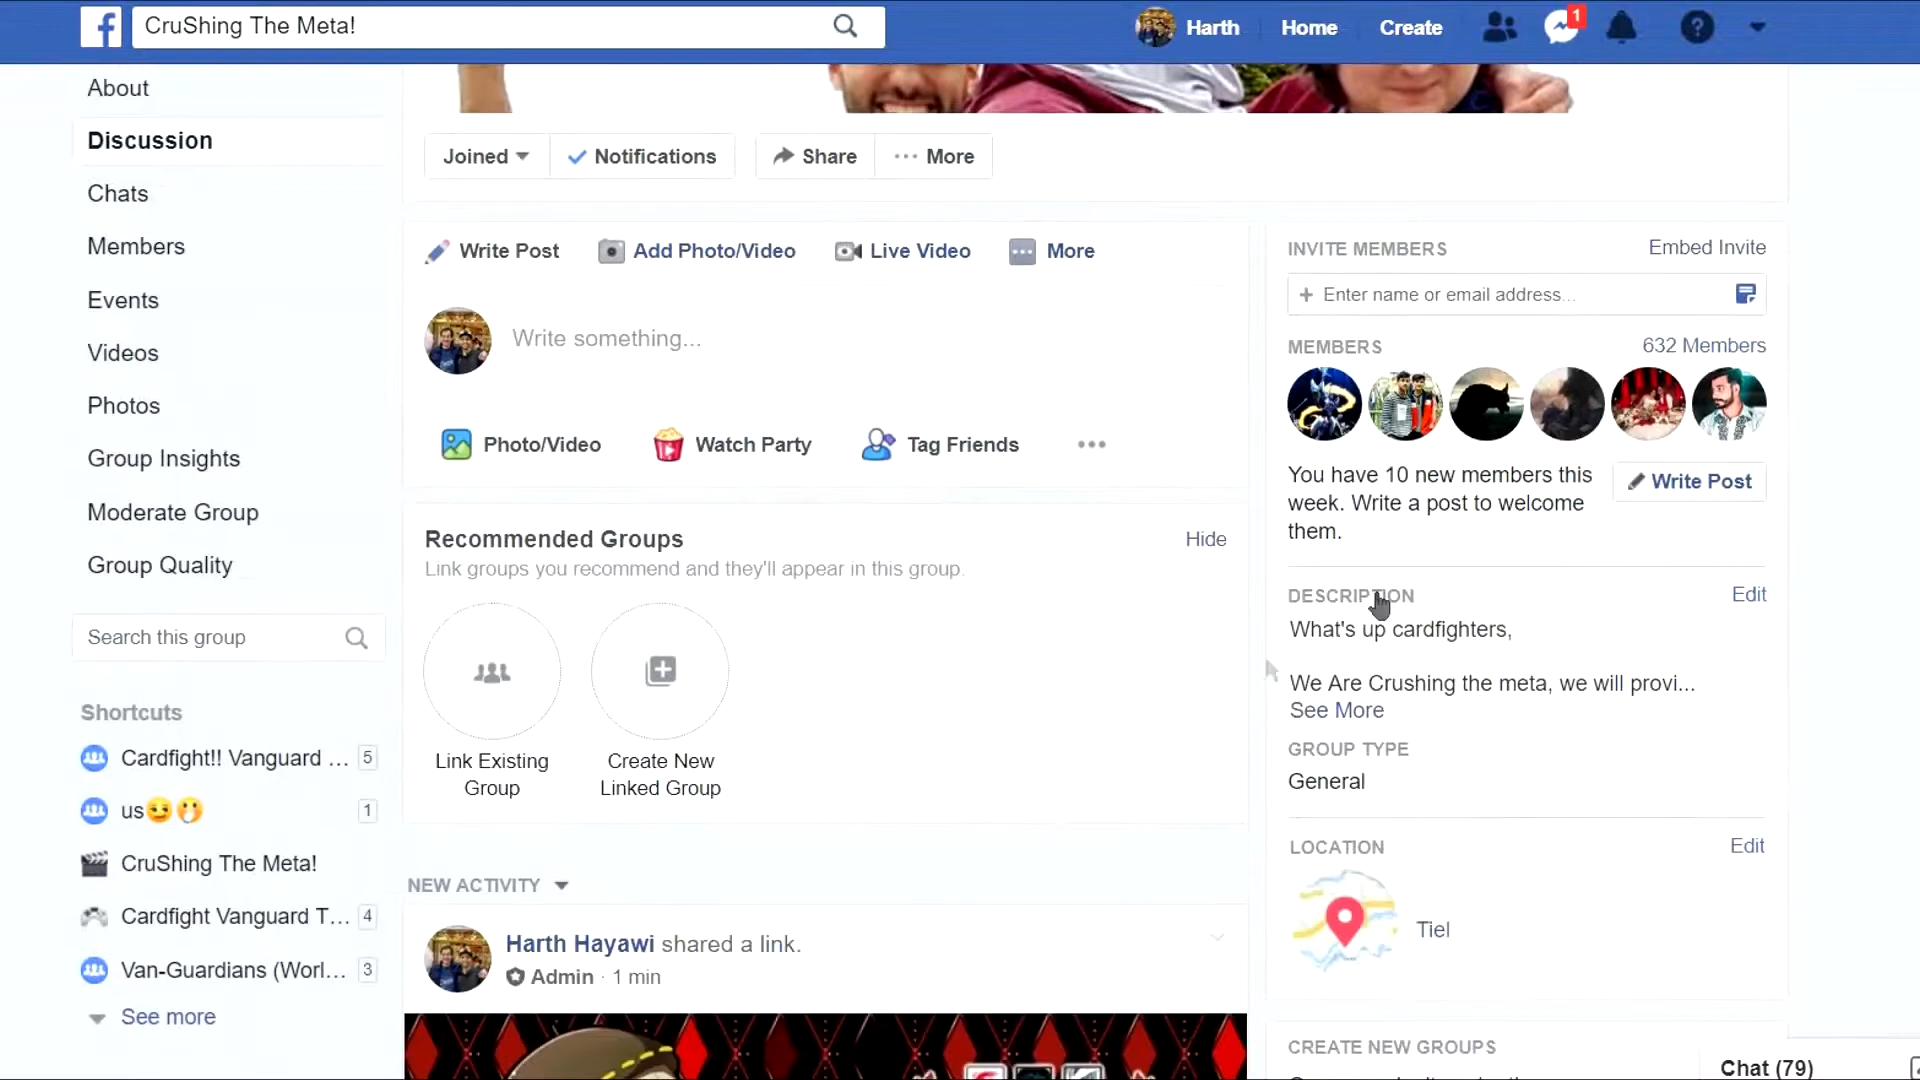 CruShing The Meta!
Harth
Home
Create
1
About
Discussion
Chats
Members
Events
Videos
Photos
Group Insights
Moderate Group
Group Quality
Search this group
Shortcuts
Cardfight!! Vanguard ... 5
us😏🤭 1
CruShing The Meta!
Cardfight Vanguard T... 4
Van-Guardians (Worl... 3
See more
Joined
Notifications
Share
More
Write Post
Add Photo/Video
Live Video
More
Write something...
Photo/Video
Watch Party
Tag Friends
Recommended Groups
Hide
Link groups you recommend and they'll appear in this group.
Link Existing
Group
Create New
Linked Group
NEW ACTIVITY
Harth Hayawi shared a link.
Admin · 1 min
INVITE MEMBERS
Embed Invite
+ Enter name or email address...
MEMBERS
632 Members
You have 10 new members this
week. Write a post to welcome
them.
Write Post
DESCRIPTION
Edit
What's up cardfighters,
We Are Crushing the meta, we will provi...
See More
GROUP TYPE
General
LOCATION
Edit
Tiel
CREATE NEW GROUPS
Chat (79)